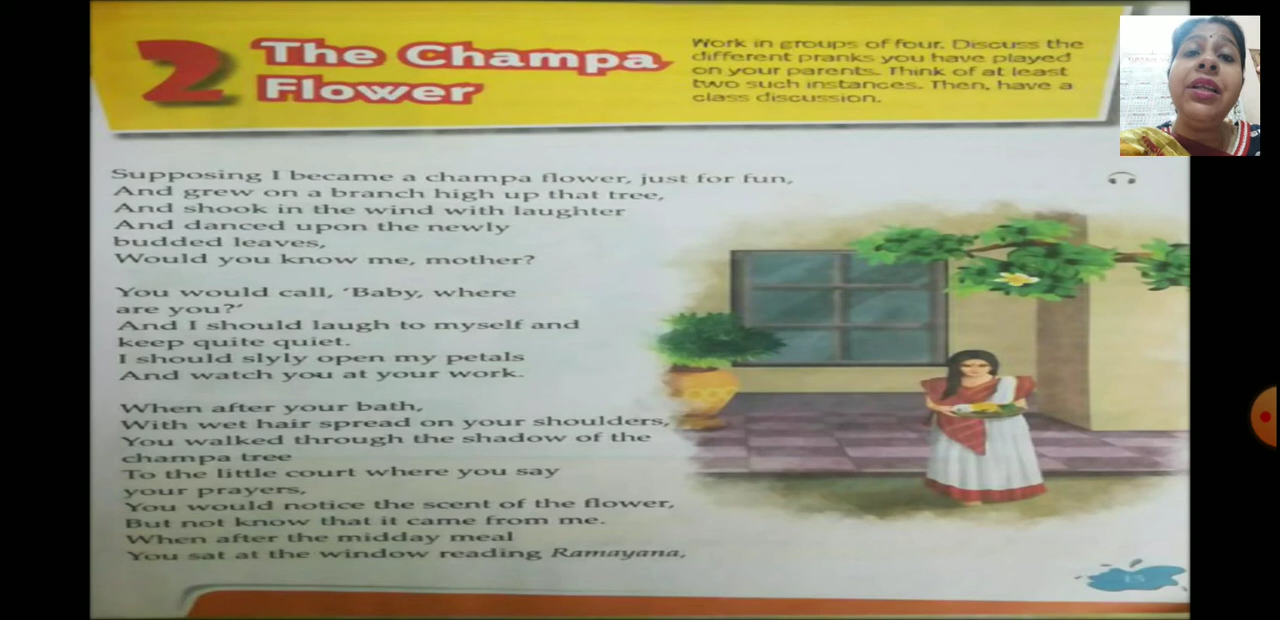 2
The Champa
Flower
Work in groups of four. Discuss the
different pranks you have played
on your parents. Think of at least
two such instances. Then, have a
class discussion.
Supposing I became a champa flower, just for fun,
And grew on a branch high up that tree,
And shook in the wind with laughter
And danced upon the newly
budded leaves,
Would you know me, mother?
You would call, 'Baby, where
are you?'
And I should laugh to myself and
keep quite quiet.
I should slyly open my petals
And watch you at your work.
When after your bath,
With wet hair spread on your shoulders,
You walked through the shadow of the
champa tree
To the little court where you say
your prayers,
You would notice the scent of the flower,
But not know that it came from me.
When after the midday meal
You sat at the window reading Ramayana,